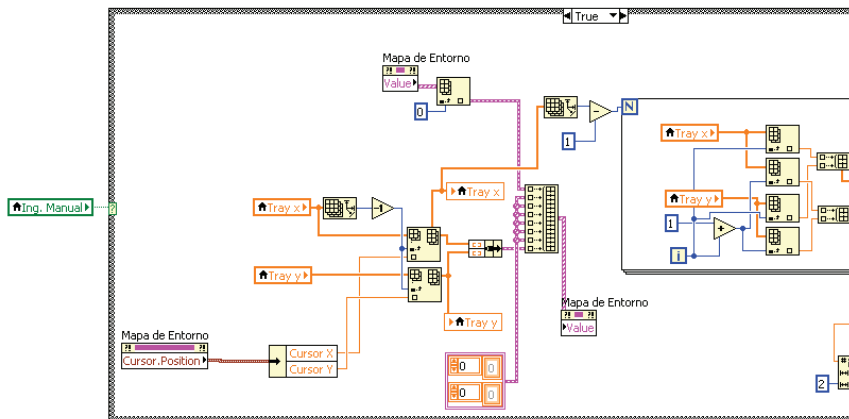 True
Mapa de Entorno
Value
0
N
1
Tray x
Tray x
Ing. Manual
?
Tray x
-1
Tray y
1
i
Tray y
Tray y
Mapa de Entorno
Value
Mapa de Entorno
Cursor.Position
Cursor X
Cursor Y
0
0
0
0
2